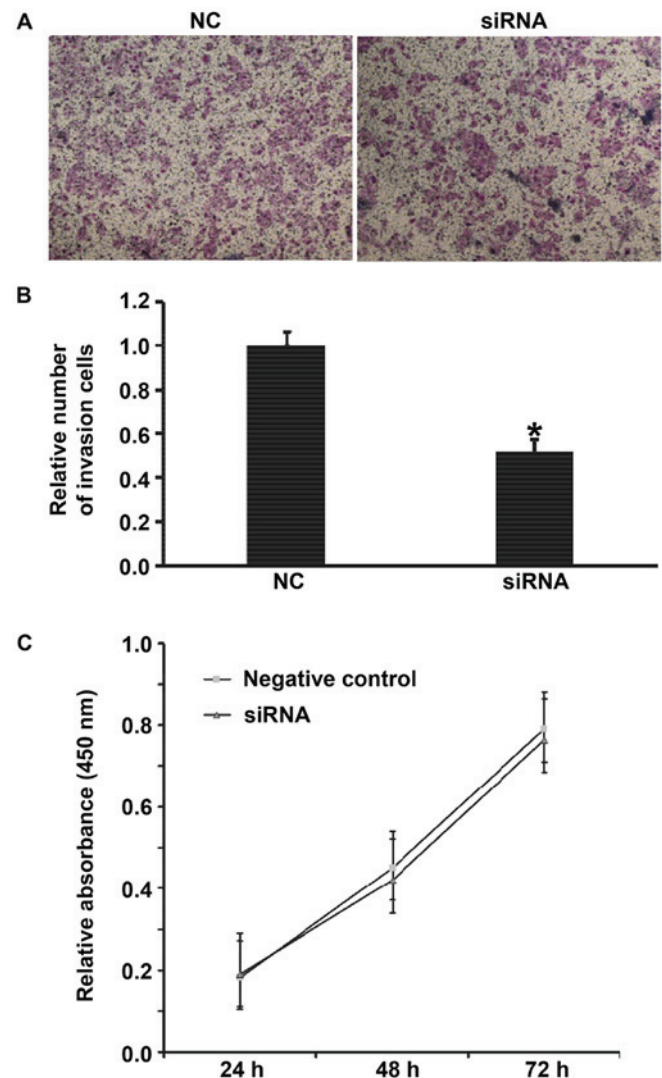 A
NC
siRNA
B
Relative number
of invasion cells
1.2
1.0
0.8
0.6
0.4
0.2
0.0
*
NC
siRNA
C
Relative absorbance (450 nm)
1.0
0.8
0.6
0.4
0.2
0.0
Negative control
siRNA
24 h
48 h
72 h